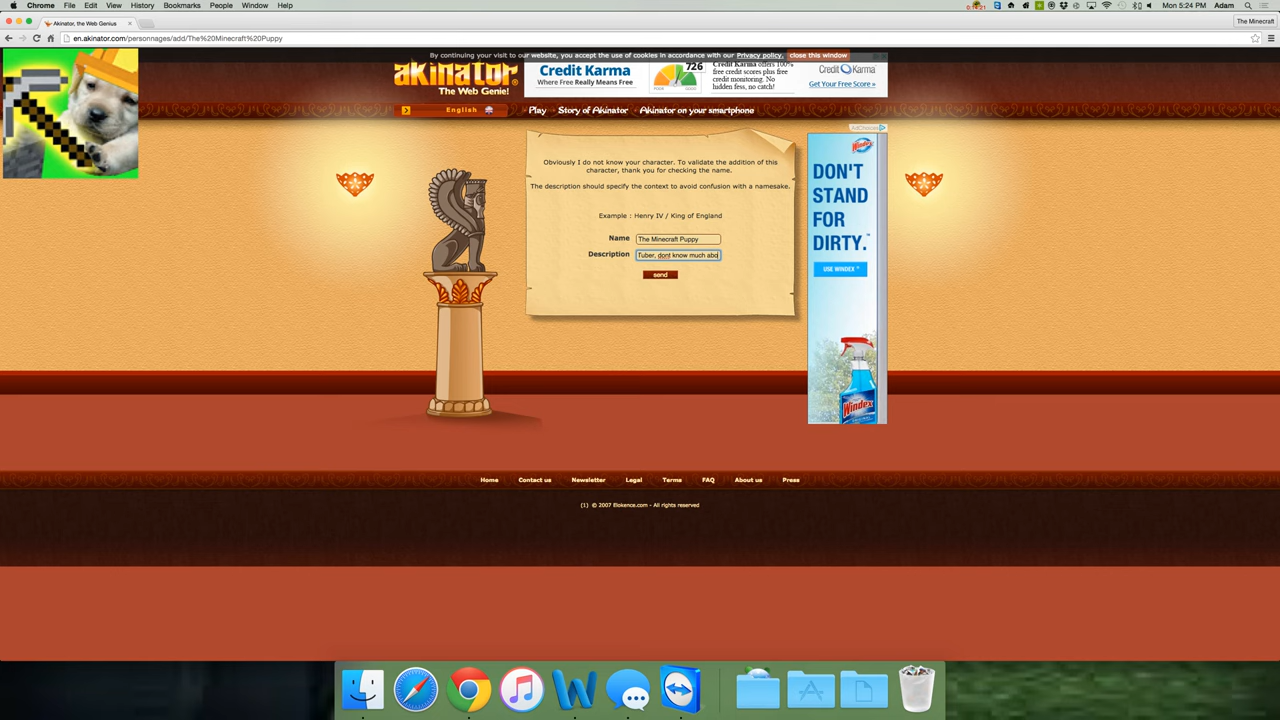 Chrome File Edit View History Bookmarks People Window Help Mon 5:24 PM Adam
Akinator, the Web Genius
The Minecraft
en.akinator.com/personnages/add/The%20Minecraft%20Puppy
By continuing your visit to our website, you accept the use of cookies in accordance with our Privacy policy. close this window
akinator
The Web Genie!
Credit Karma
Where Free Really Means Free
726
Credit Karma offers 100%
free credit scores plus free
credit monitoring. No
hidden fees, no catch!
Credit Karma
Get Your Free Score »
English
Play Story of Akinator Akinator on your smartphone
AdChoices
Obviously I do not know your character. To validate the addition of this
character, thank you for checking the name.
The description should specify the context to avoid confusion with a namesake.
Example : Henry IV / King of England
Name The Minecraft Puppy
Description Tuber, dont know much abo
send
Windex
DON'T
STAND
FOR
DIRTY.™
USE WINDEX
Windex
Home Contact us Newsletter Legal Terms FAQ About us Press
(1) © 2007 Elokence.com - All rights reserved